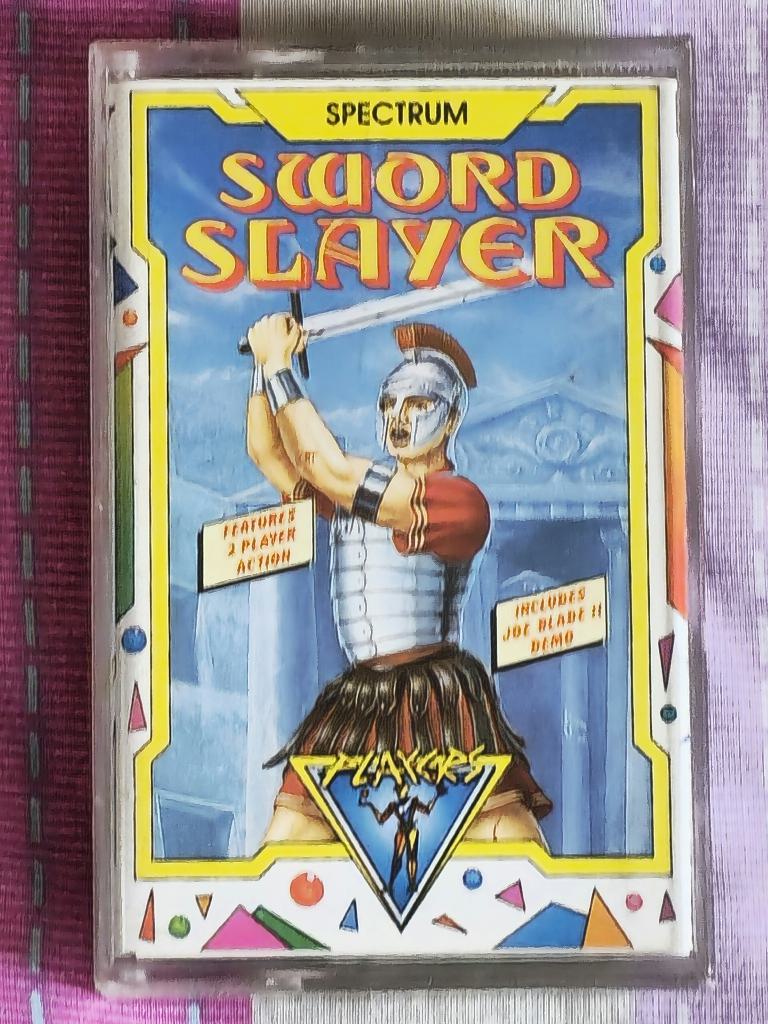 SPECTRUM
SWORD
SLAYER
FEATURES
2 PLAYER
ACTION
INCLUDES
JOE BLADE II
DEMO
PLAYERS